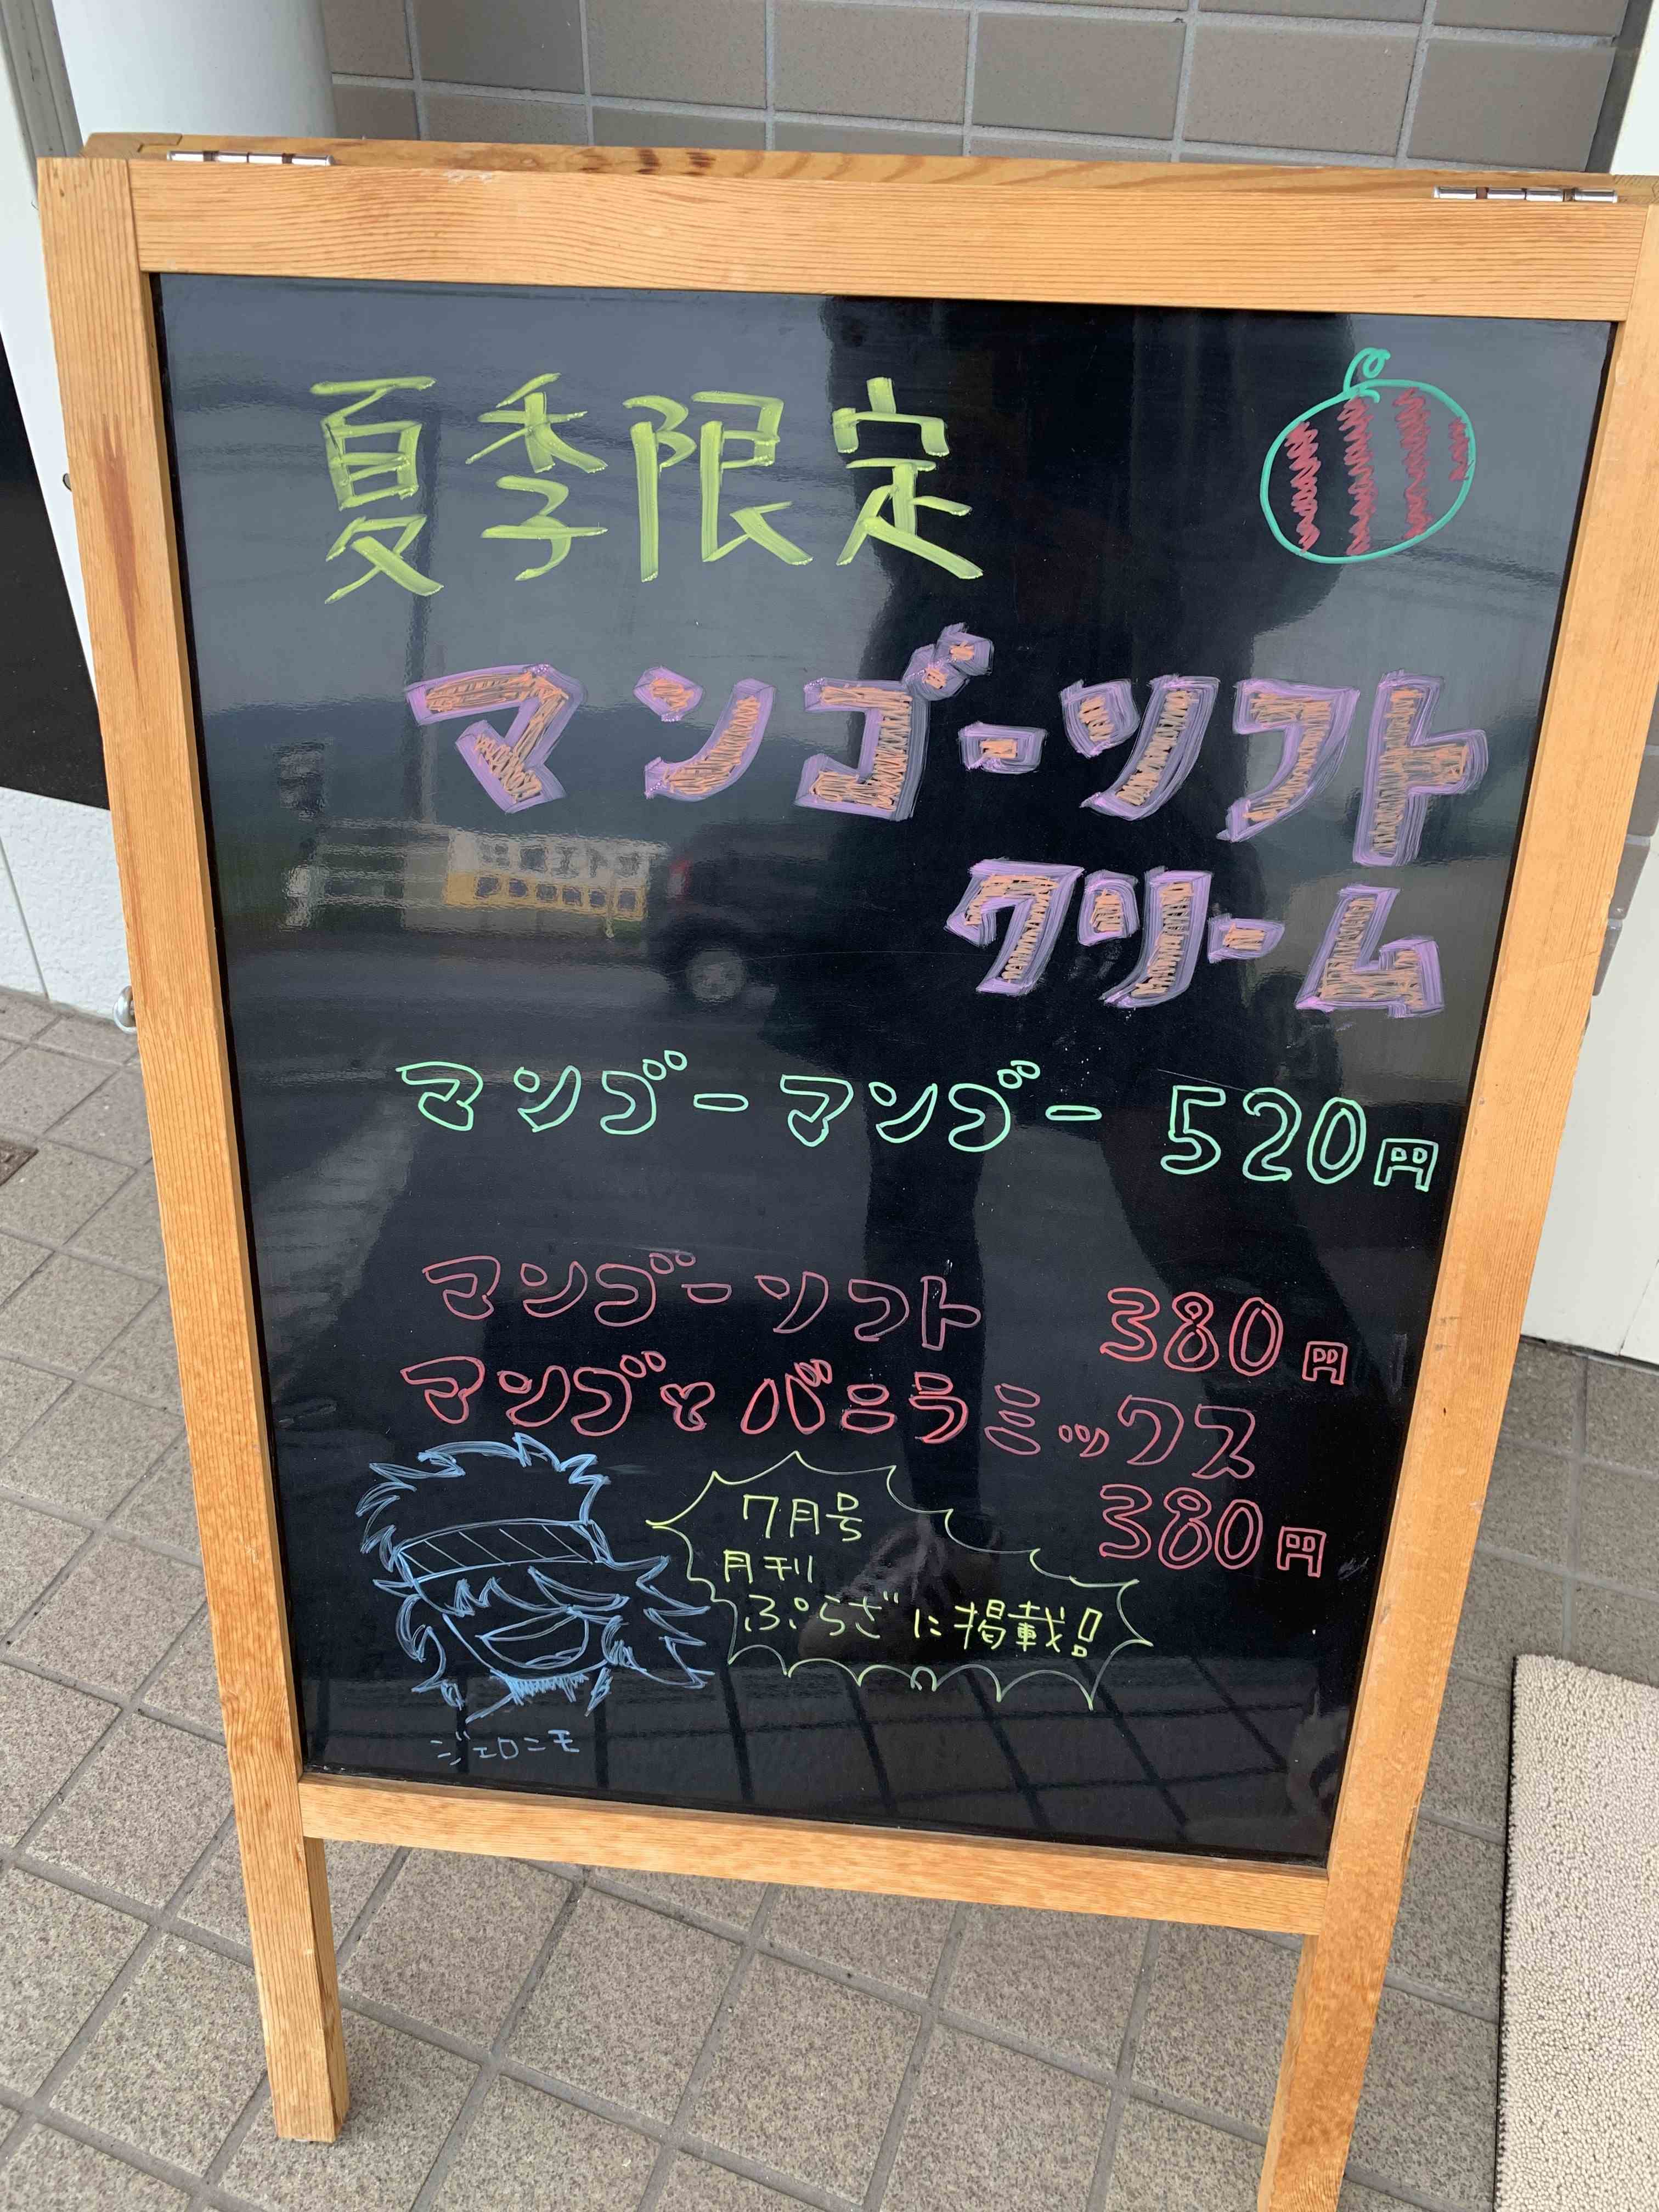 夏季限定
マンゴーソフト
クリーム
マンゴーマンゴー 520円
マンゴーソフト 380円
マンゴとバニラミックス
380円
7月号
月刊
ぷらざに掲載!
ジェロニモ